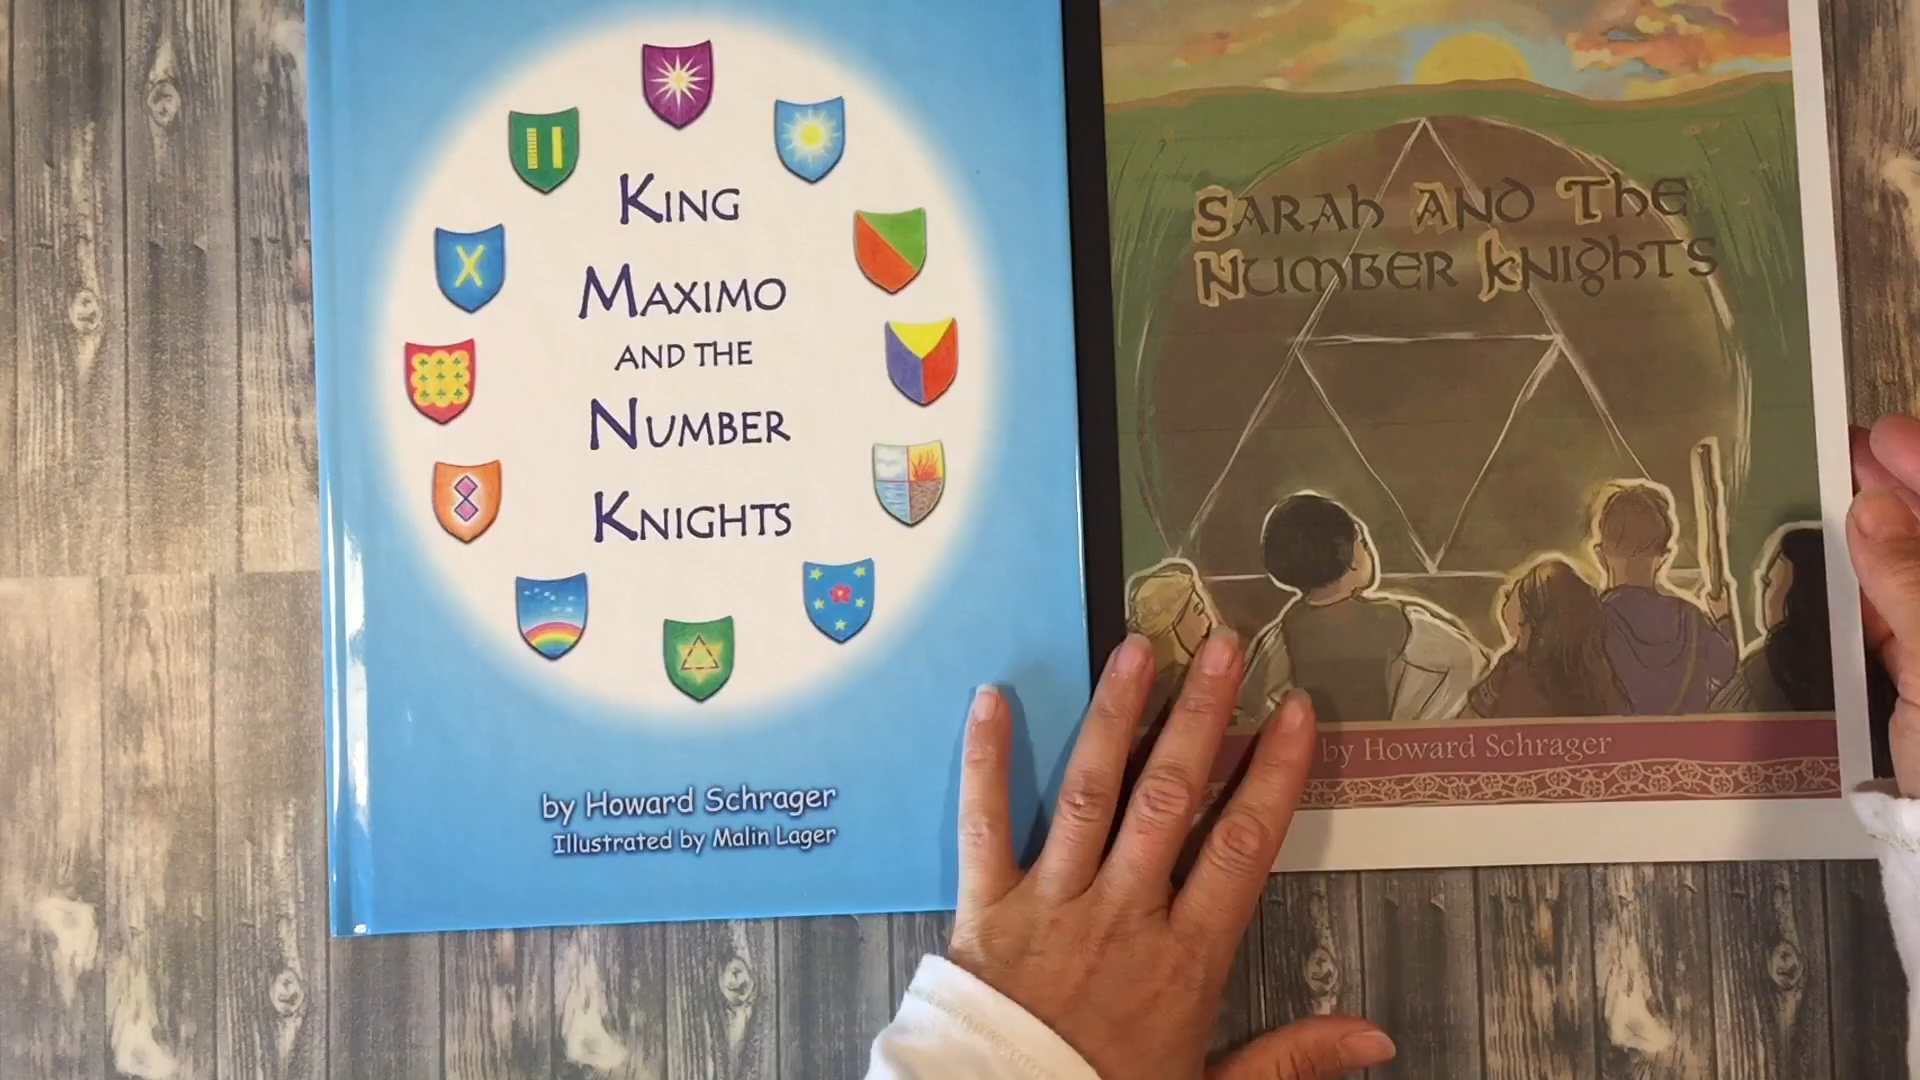 KING
MAXIMO
AND THE
NUMBER
KNIGHTS
by Howard Schrager
Illustrated by Malin Lager
SARAh AND The
NUMBER KNIGhTS
by Howard Schrager